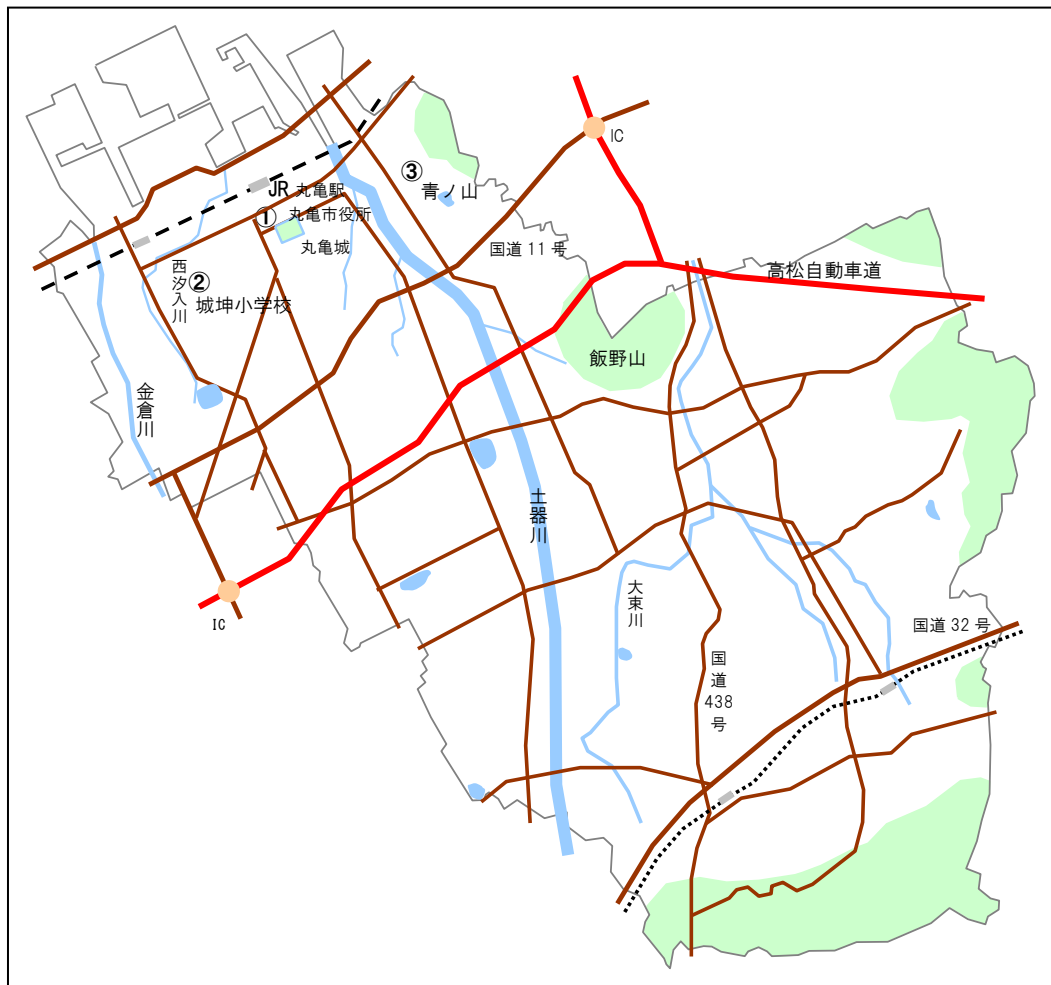 IC
③
青ノ山
JR 丸亀駅
① 丸亀市役所
丸亀城
国道 11 号
高松自動車道
西汐入川
②
城坤小学校
飯野山
金倉川
土器川
大束川
IC
国道 32 号
国道
438
号